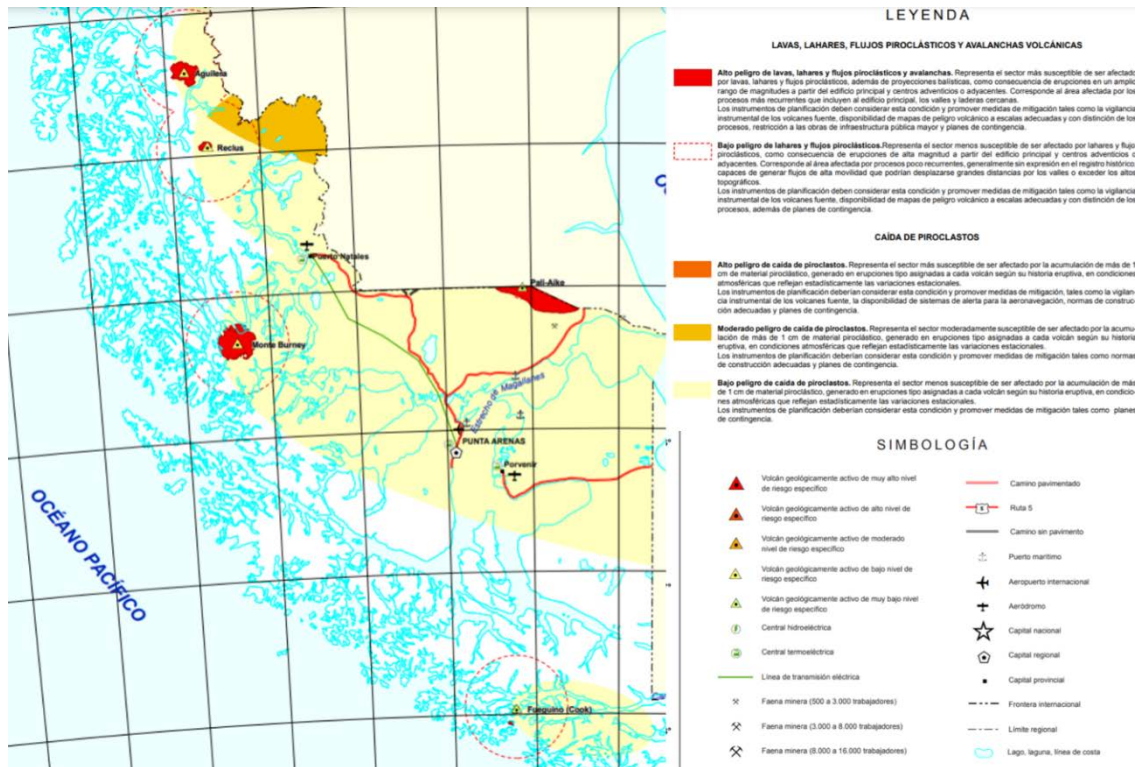 Aguilera
Reclus
Puerto Natales
Pali-Aike
Monte Burney
Estrecho de Magallanes
PUNTA ARENAS
Porvenir
OCÉANO PACÍFICO
Fueguino (Cook)
LEYENDA
LAVAS, LAHARES, FLUJOS PIROCLÁSTICOS Y AVALANCHAS VOLCÁNICAS
Alto peligro de lavas, lahares y flujos piroclásticos y avalanchas. Representa el sector más susceptible de ser afectado
por lavas, lahares y flujos piroclásticos, además de proyecciones balísticas, como consecuencia de erupciones en un amplio
rango de magnitudes a partir del edificio principal y centros adventicios o adyacentes. Corresponde al área afectada por los
procesos más recurrentes que incluyen al edificio principal, los valles y laderas cercanas.
Los instrumentos de planificación deben considerar esta condición y promover medidas de mitigación tales como la vigilancia
instrumental de los volcanes fuente, disponibilidad de mapas de peligro volcánico a escalas adecuadas y con distinción de los
procesos, restricción a las obras de infraestructura pública mayor y planes de contingencia.
Bajo peligro de lahares y flujos piroclásticos.Representa el sector menos susceptible de ser afectado por lahares y flujos
piroclásticos, como consecuencia de erupciones de alta magnitud a partir del edificio principal y centros adventicios o
adyacentes. Corresponde al área afectada por procesos poco recurrentes, generalmente sin expresión en el registro histórico,
capaces de generar flujos de alta movilidad que podrían desplazarse grandes distancias por los valles o exceder los altos
topográficos.
Los instrumentos de planificación deben considerar esta condición y promover medidas de mitigación tales como la vigilancia
instrumental de los volcanes fuente, disponibilidad de mapas de peligro volcánico a escalas adecuadas y con distinción de los
procesos, además de planes de contingencia.
CAÍDA DE PIROCLASTOS
Alto peligro de caída de piroclastos. Representa el sector más susceptible de ser afectado por la acumulación de más de 1
cm de material piroclástico, generado en erupciones tipo asignadas a cada volcán según su historia eruptiva, en condiciones
atmosféricas que reflejan estadísticamente las variaciones estacionales.
Los instrumentos de planificación deberían considerar esta condición y promover medidas de mitigación, tales como la vigilan-
cia instrumental de los volcanes fuente, la disponibilidad de sistemas de alerta para la aeronavegación, normas de construc-
ción adecuadas y planes de contingencia.
Moderado peligro de caída de piroclastos. Representa el sector moderadamente susceptible de ser afectado por la acumu-
lación de más de 1 cm de material piroclástico, generado en erupciones tipo asignadas a cada volcán según su historia
eruptiva, en condiciones atmosféricas que reflejan estadísticamente las variaciones estacionales.
Los instrumentos de planificación deberían considerar esta condición y promover medidas de mitigación tales como normas
de construcción adecuadas y planes de contingencia.
Bajo peligro de caída de piroclastos. Representa el sector menos susceptible de ser afectado por la acumulación de más
de 1 cm de material piroclástico, generado en erupciones tipo asignadas a cada volcán según su historia eruptiva, en condicio-
nes atmosféricas que reflejan estadísticamente las variaciones estacionales.
Los instrumentos de planificación deberían considerar esta condición y promover medidas de mitigación tales como planes
de contingencia.
SIMBOLOGÍA
Volcán geológicamente activo de muy alto nivel
de riesgo específico
Volcán geológicamente activo de alto nivel de
riesgo específico
Volcán geológicamente activo de moderado
nivel de riesgo específico
Volcán geológicamente activo de bajo nivel de
riesgo específico
Volcán geológicamente activo de muy bajo nivel
de riesgo específico
Central hidroeléctrica
Central termoeléctrica
Línea de transmisión eléctrica
Faena minera (500 a 3.000 trabajadores)
Faena minera (3.000 a 8.000 trabajadores)
Faena minera (8.000 a 16.000 trabajadores)
Camino pavimentado
Ruta 5
Camino sin pavimento
Puerto marítimo
Aeropuerto internacional
Aeródromo
Capital nacional
Capital regional
Capital provincial
Frontera internacional
Límite regional
Lago, laguna, línea de costa